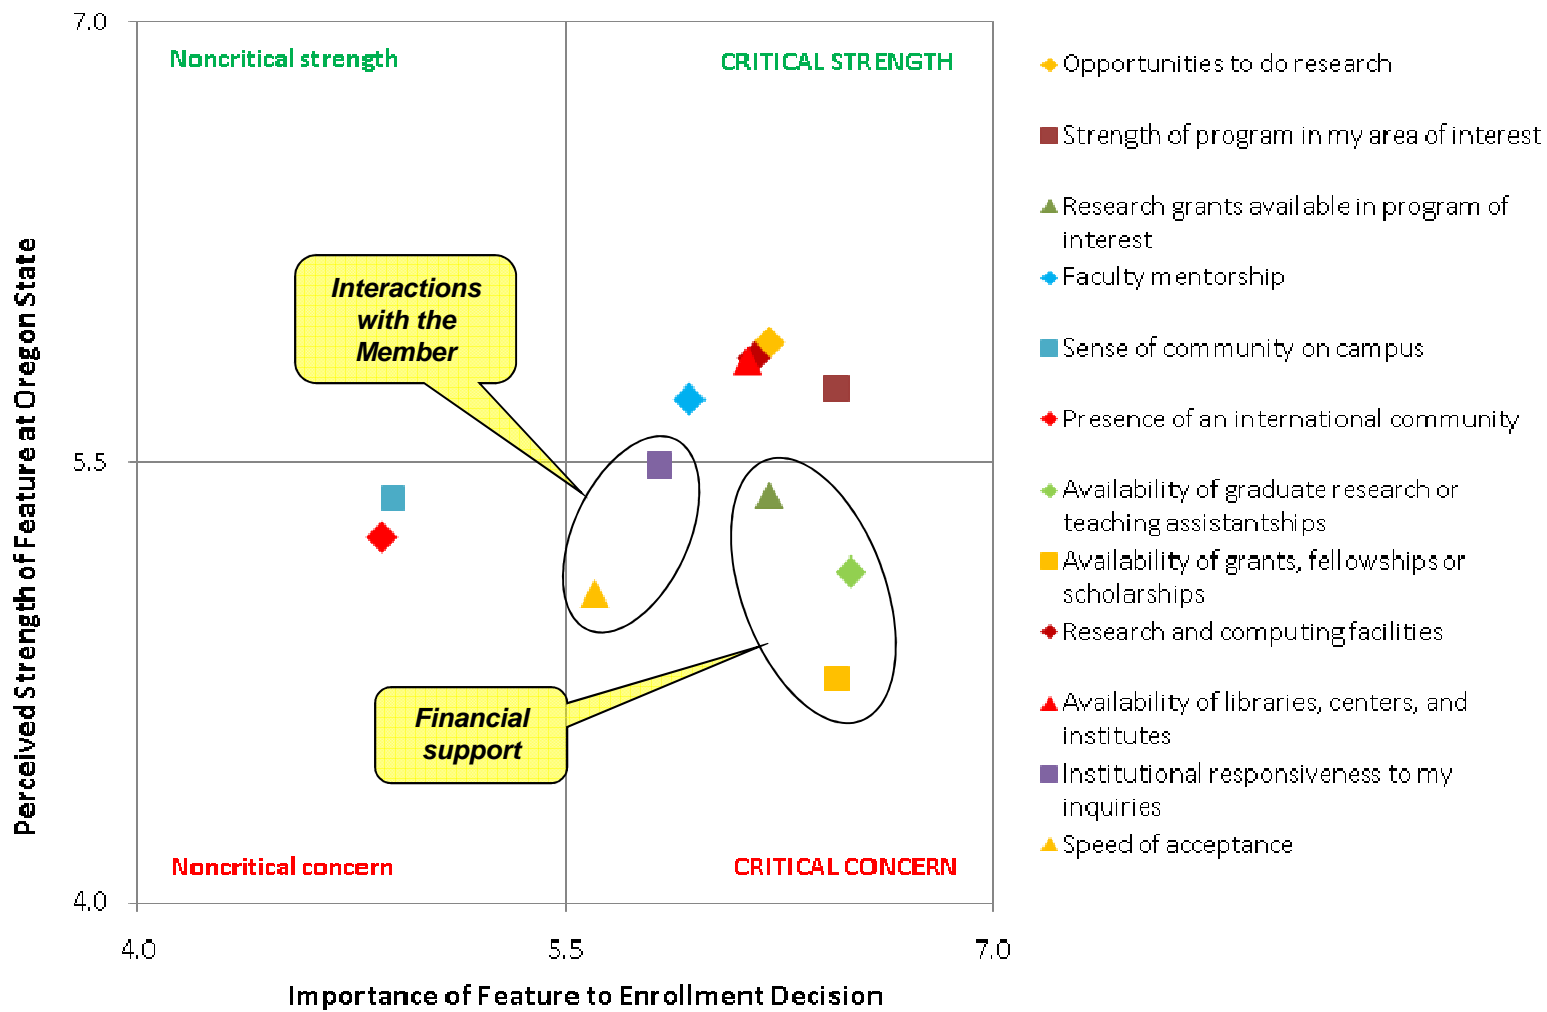 7.0
Noncritical strength
CRITICAL STRENGTH
Interactions
with the
Member
5.5
Financial
support
Noncritical concern
CRITICAL CONCERN
4.0
4.0
5.5
7.0
Perceived Strength of Feature at Oregon State
Importance of Feature to Enrollment Decision
Opportunities to do research
Strength of program in my area of interest
Research grants available in program of
interest
Faculty mentorship
Sense of community on campus
Presence of an international community
Availability of graduate research or
teaching assistantships
Availability of grants, fellowships or
scholarships
Research and computing facilities
Availability of libraries, centers, and
institutes
Institutional responsiveness to my
inquiries
Speed of acceptance